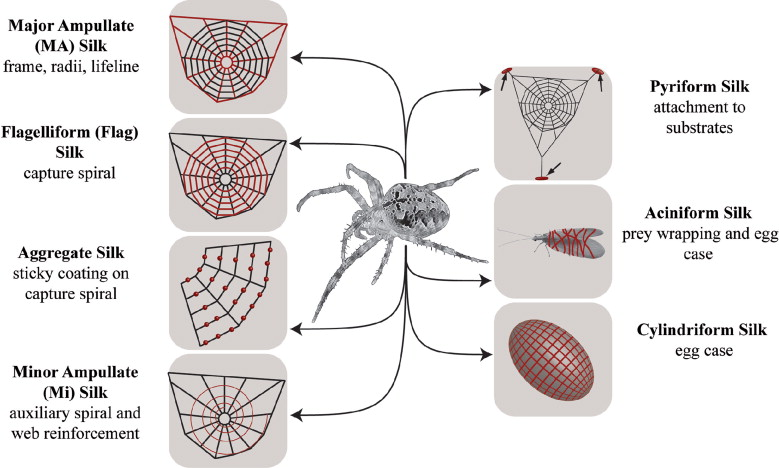 Major Ampullate
(MA) Silk
frame, radii, lifeline
Flagelliform (Flag)
Silk
capture spiral
Aggregate Silk
sticky coating on
capture spiral
Minor Ampullate
(Mi) Silk
auxiliary spiral and
web reinforcement
Pyriform Silk
attachment to
substrates
Aciniform Silk
prey wrapping and egg
case
Cylindriform Silk
egg case